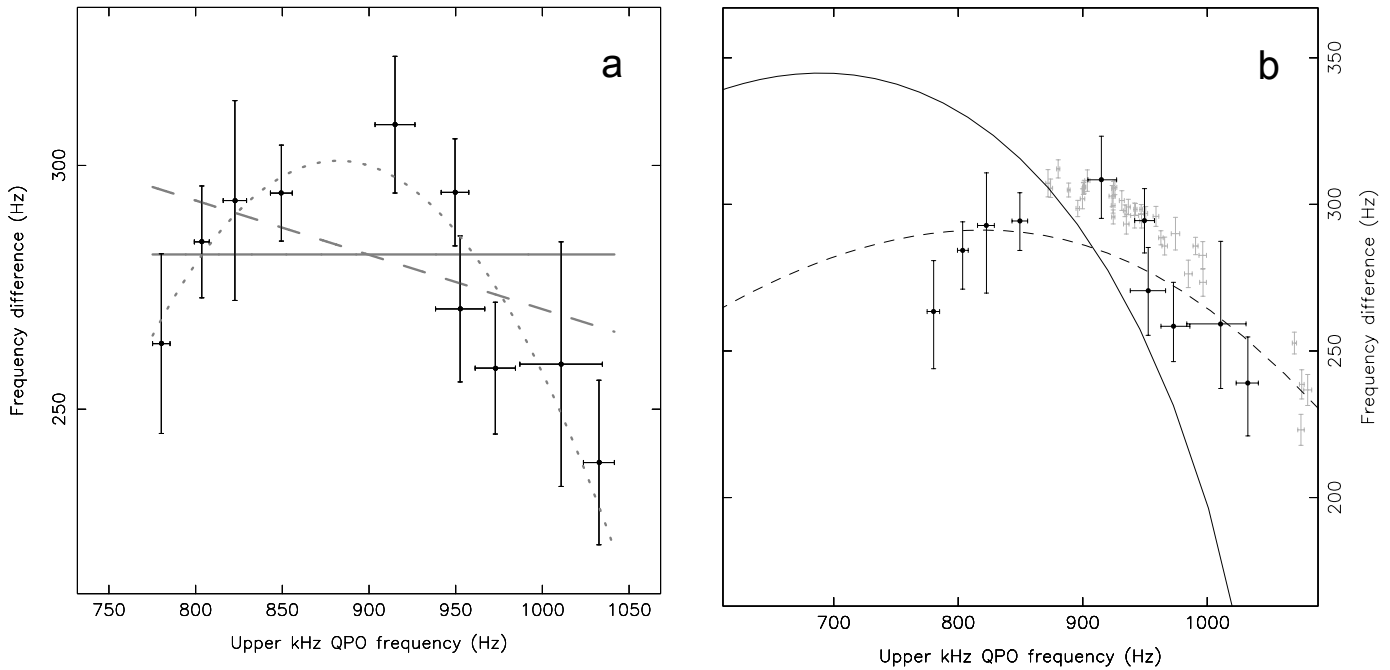 a
300
250
Frequency difference (Hz)
750 800 850 900 950 1000 1050
Upper kHz QPO frequency (Hz)
b
350
300
250
200
Frequency difference (Hz)
700 800 900 1000
Upper kHz QPO frequency (Hz)